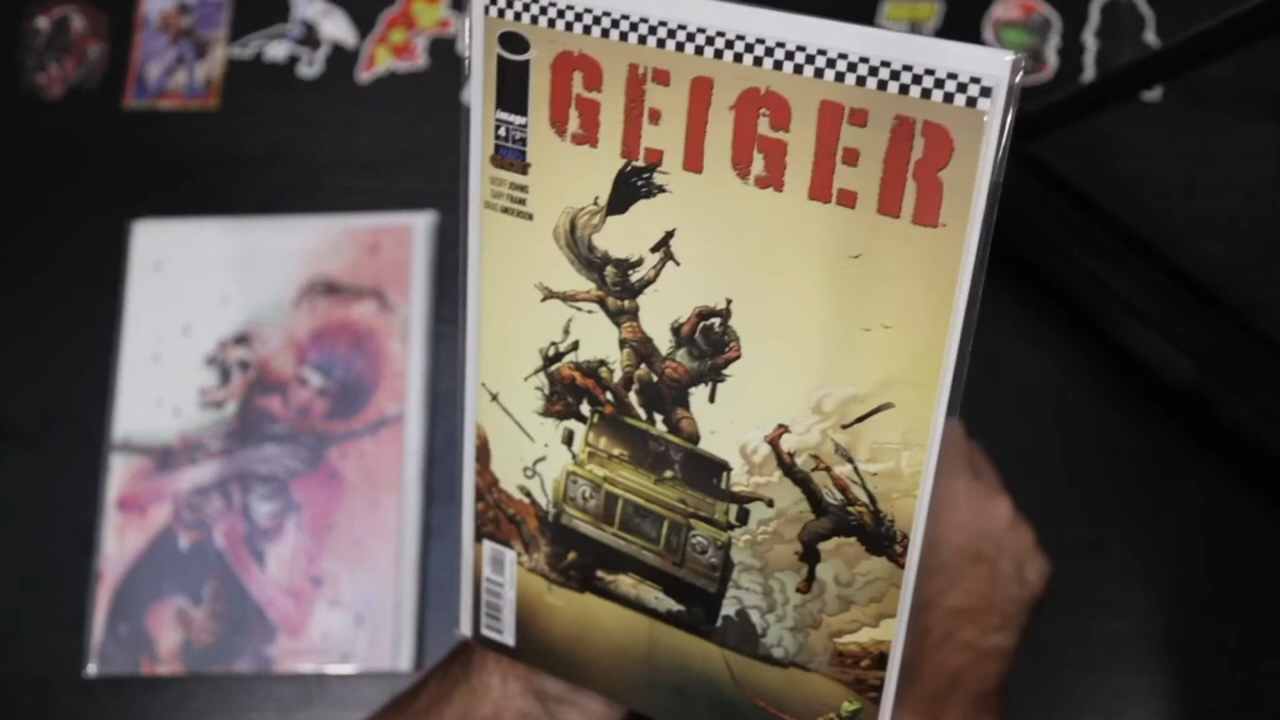 GEIGER
image
4
GEOFF JOHNS
GARY FRANK
BRAD ANDERSON